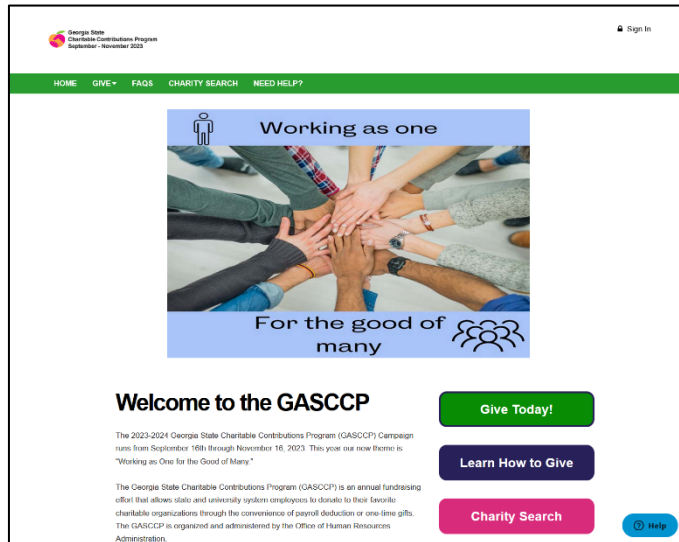 Georgia State
Charitable Contributions Program
September - November 2023
Sign In
HOME GIVE FAQS CHARITY SEARCH NEED HELP?
Working as one
For the good of
many
Welcome to the GASCCP
The 2023-2024 Georgia State Charitable Contributions Program (GASCCP) Campaign
runs from September 16th through November 16, 2023. This year our new theme is
"Working as One for the Good of Many."
The Georgia State Charitable Contributions Program (GASCCP) is an annual fundraising
effort that allows state and university system employees to donate to their favorite
charitable organizations through the convenience of payroll deduction or one-time gifts.
The GASCCP is organized and administered by the Office of Human Resources
Administration.
Give Today!
Learn How to Give
Charity Search
Help